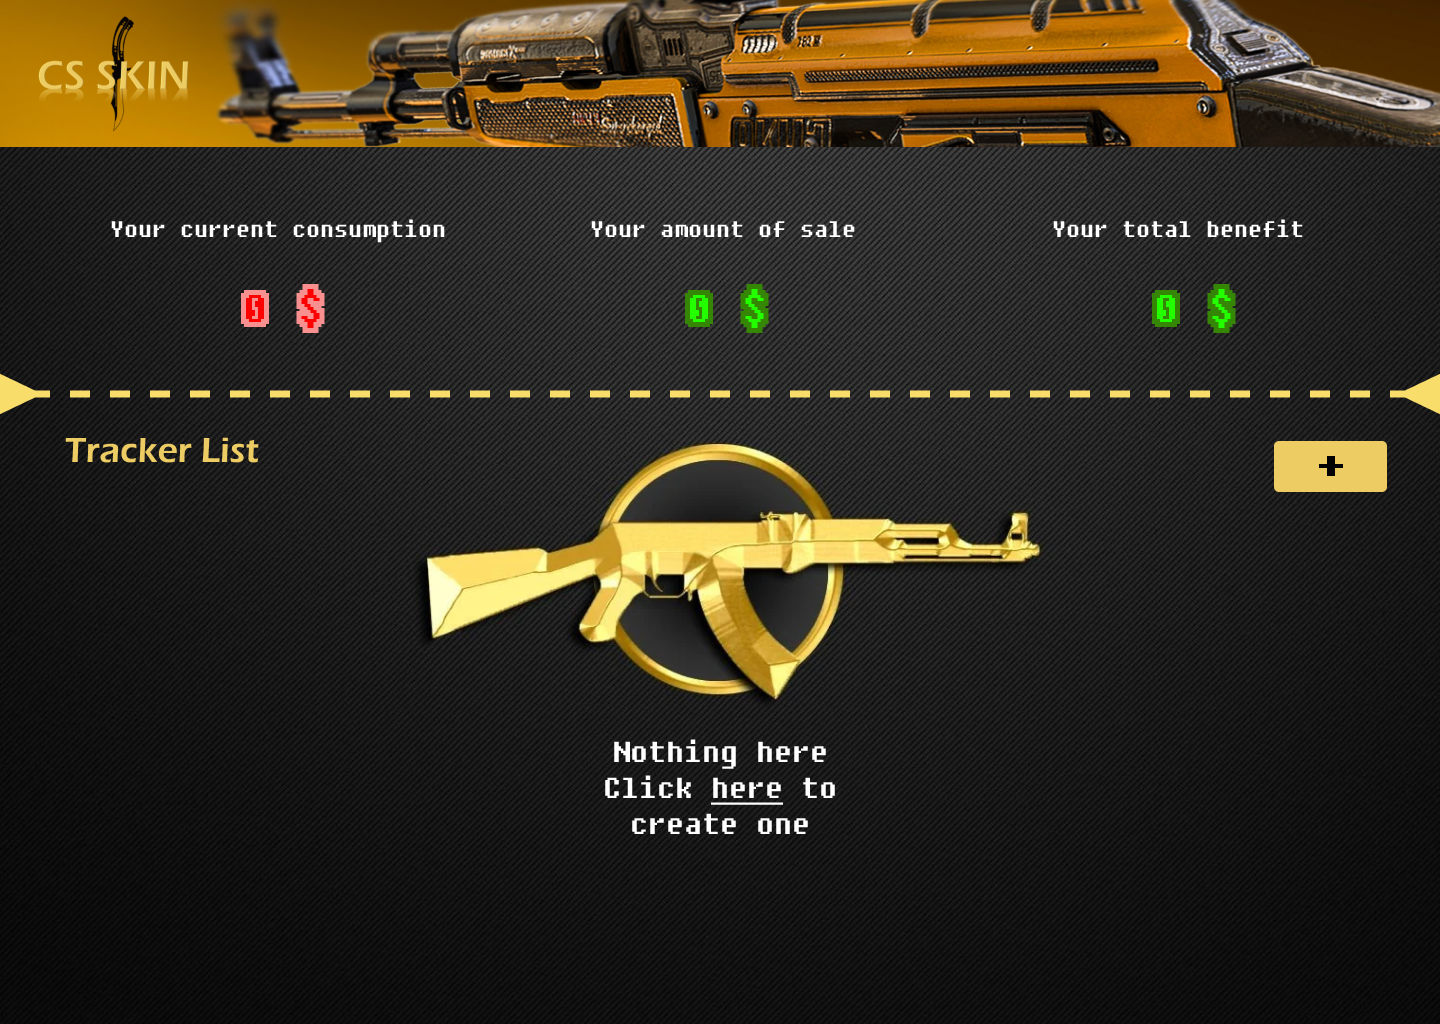 CS SKIN
Your current consumption
Your amount of sale
Your total benefit
0 $
0 $
0 $
Tracker List
+
Nothing here
Click here to
create one